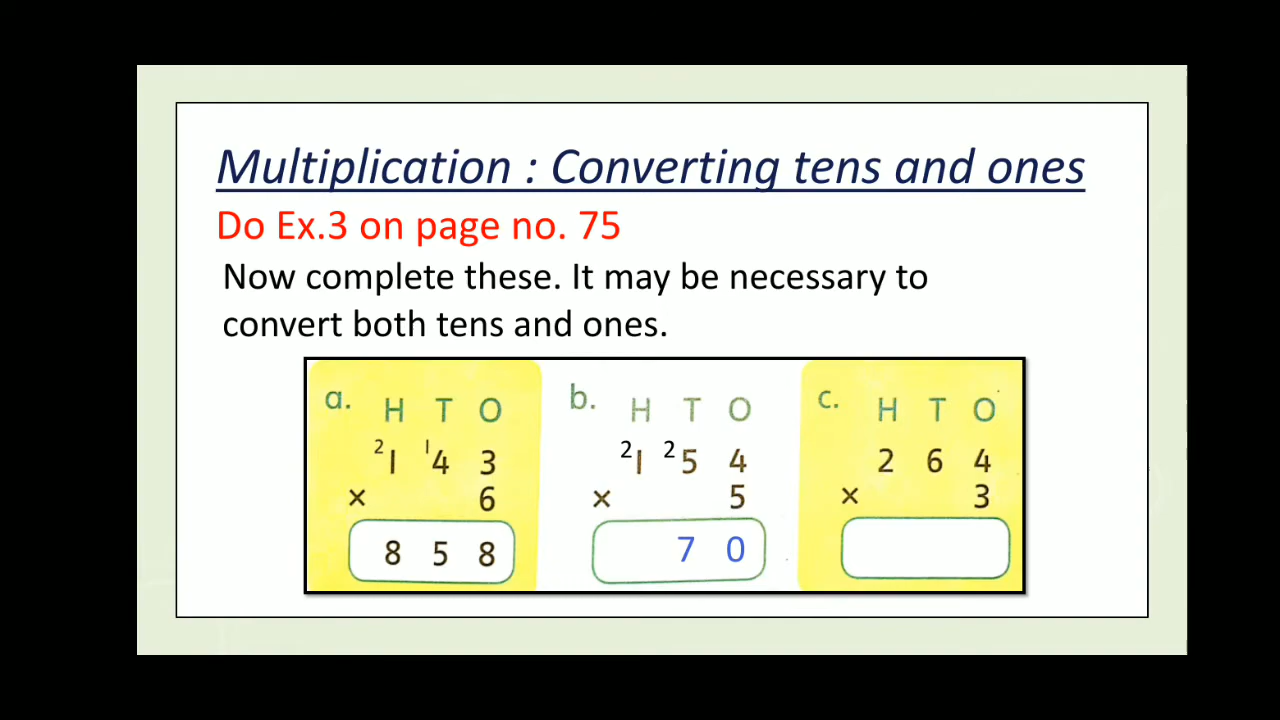 Multiplication : Converting tens and ones
Do Ex.3 on page no. 75
Now complete these. It may be necessary to
convert both tens and ones.
a. H T O
2 1 1 4 3
× 6
8 5 8
b. H T O
2 1 2 5 4
× 5
7 0
c. H T O
2 6 4
× 3